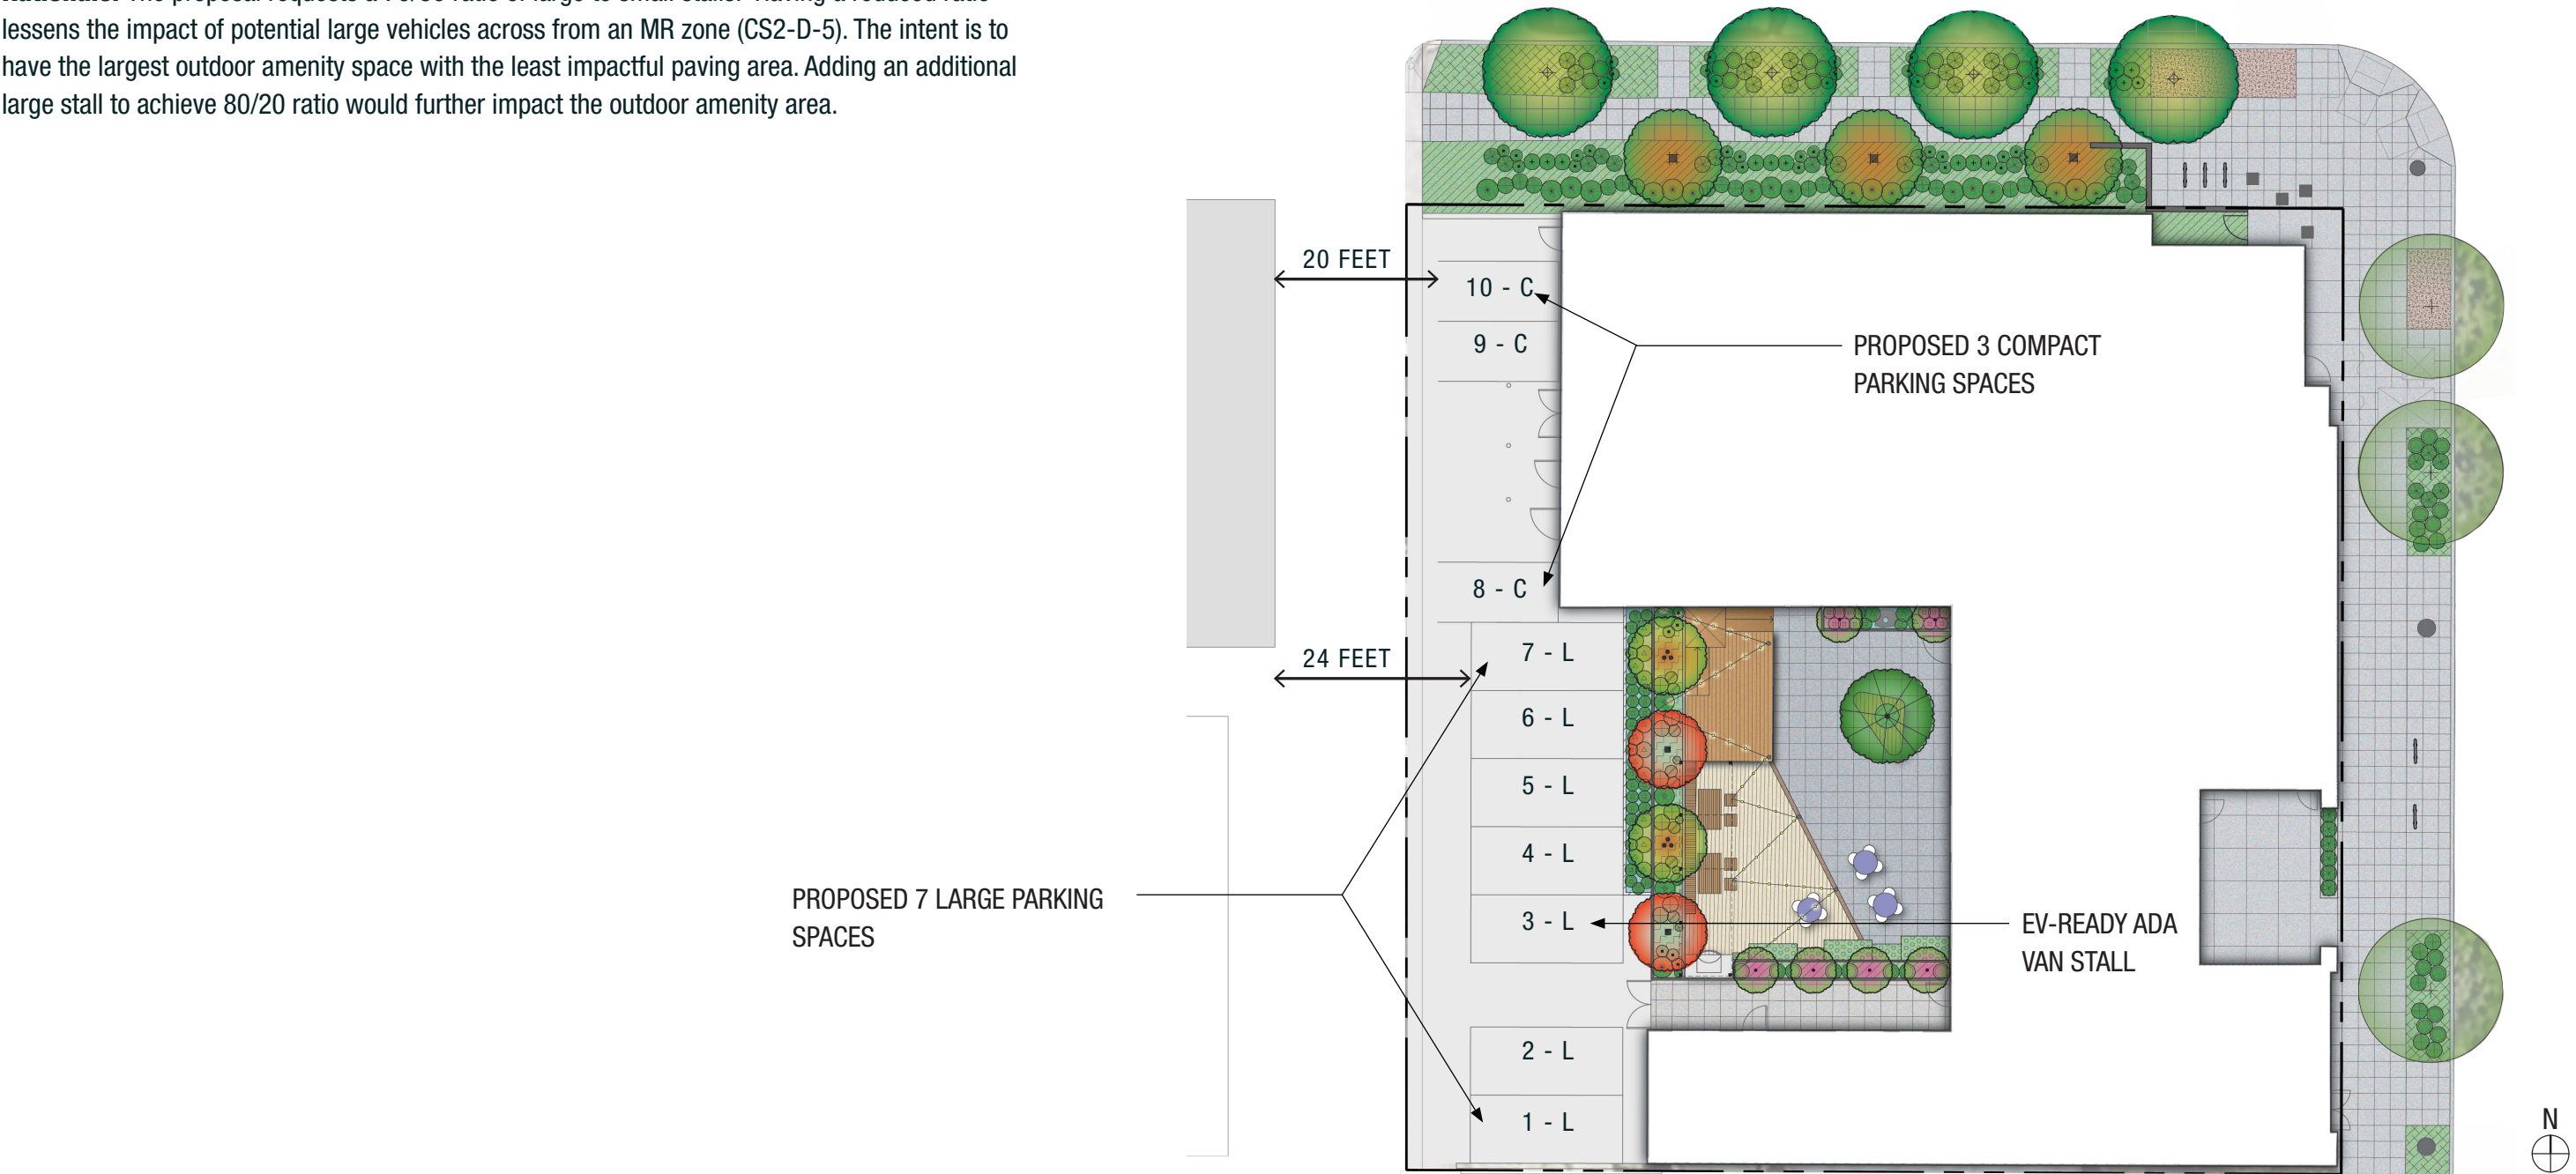 lessens the impact of potential large vehicles across from an MR zone (CS2-D-5). The intent is to
have the largest outdoor amenity space with the least impactful paving area. Adding an additional
large stall to achieve 80/20 ratio would further impact the outdoor amenity area.
20 FEET
10 - C
9 - C
PROPOSED 3 COMPACT
PARKING SPACES
8 - C
24 FEET
7 - L
6 - L
5 - L
4 - L
3 - L
PROPOSED 7 LARGE PARKING
SPACES
EV-READY ADA
VAN STALL
2 - L
1 - L
N